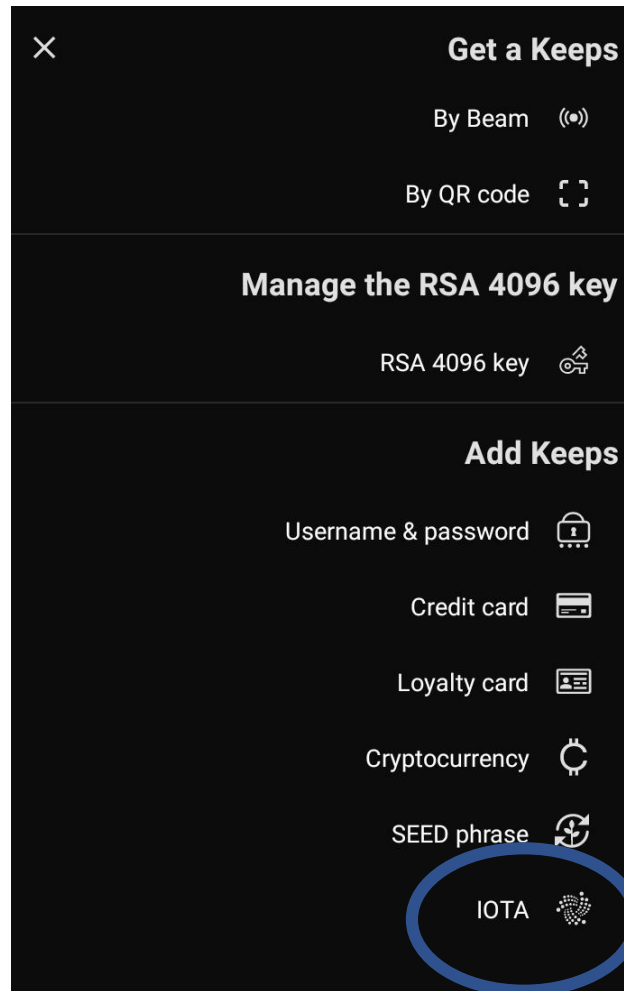 Get a Keeps
By Beam
By QR code
Manage the RSA 4096 key
RSA 4096 key
Add Keeps
Username & password
Credit card
Loyalty card
Cryptocurrency
SEED phrase
IOTA